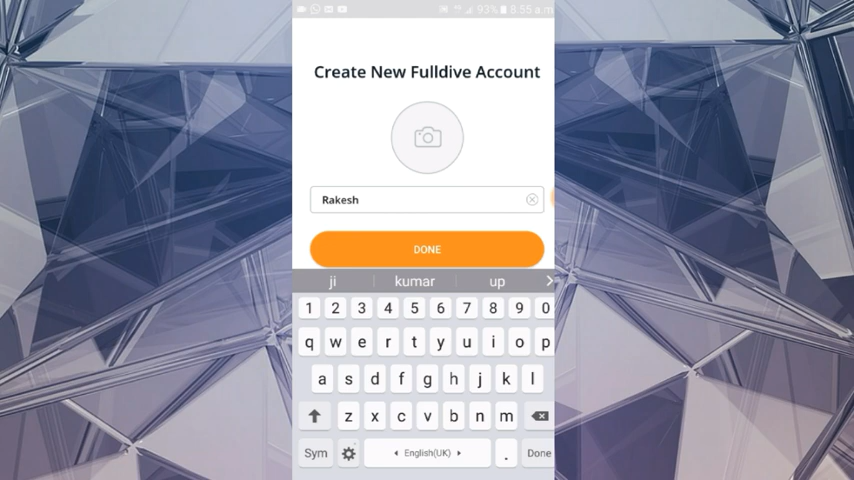 93% 8.55 a.m
Create New Fulldive Account
Rakesh
DONE
ji kumar up
1 2 3 4 5 6 7 8 9 0
q w e r t y u i o p
a s d f g h j k l
z x c v b n m
Sym English(UK) . Done